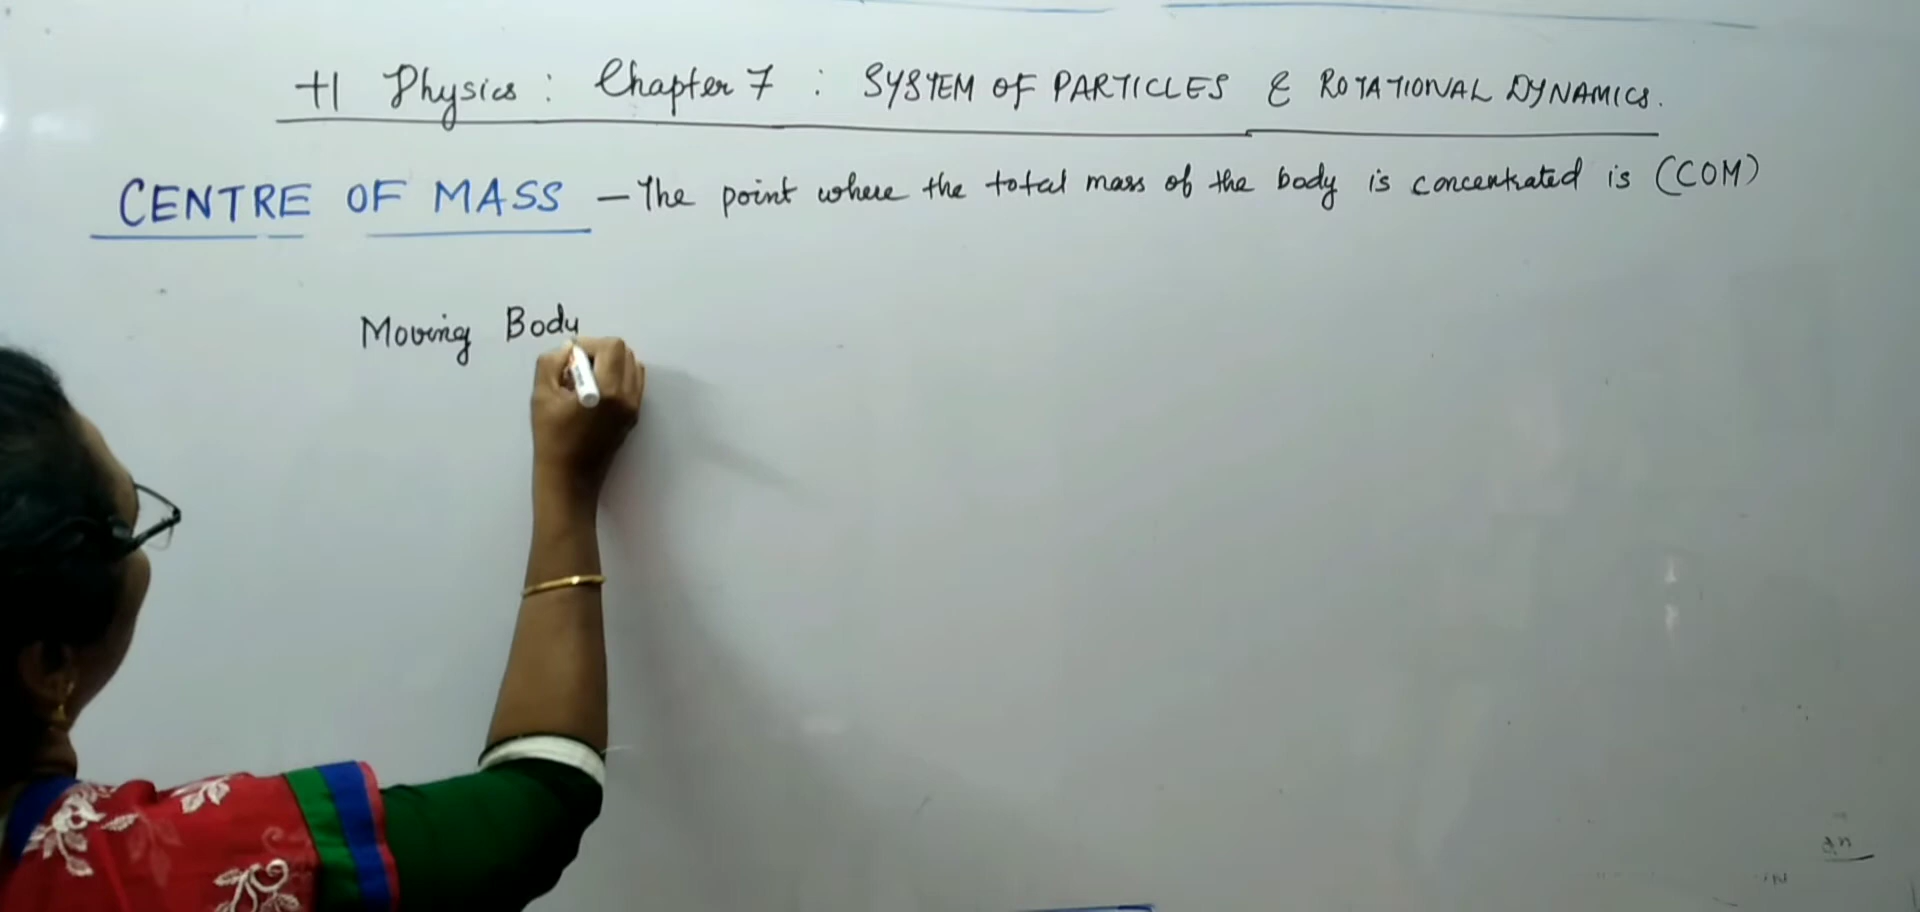 +1 Physics : Chapter 7 : SYSTEM OF PARTICLES & ROTATIONAL DYNAMICS.
CENTRE OF MASS — The point where the total mass of the body is concentrated is (COM)
Moving Body